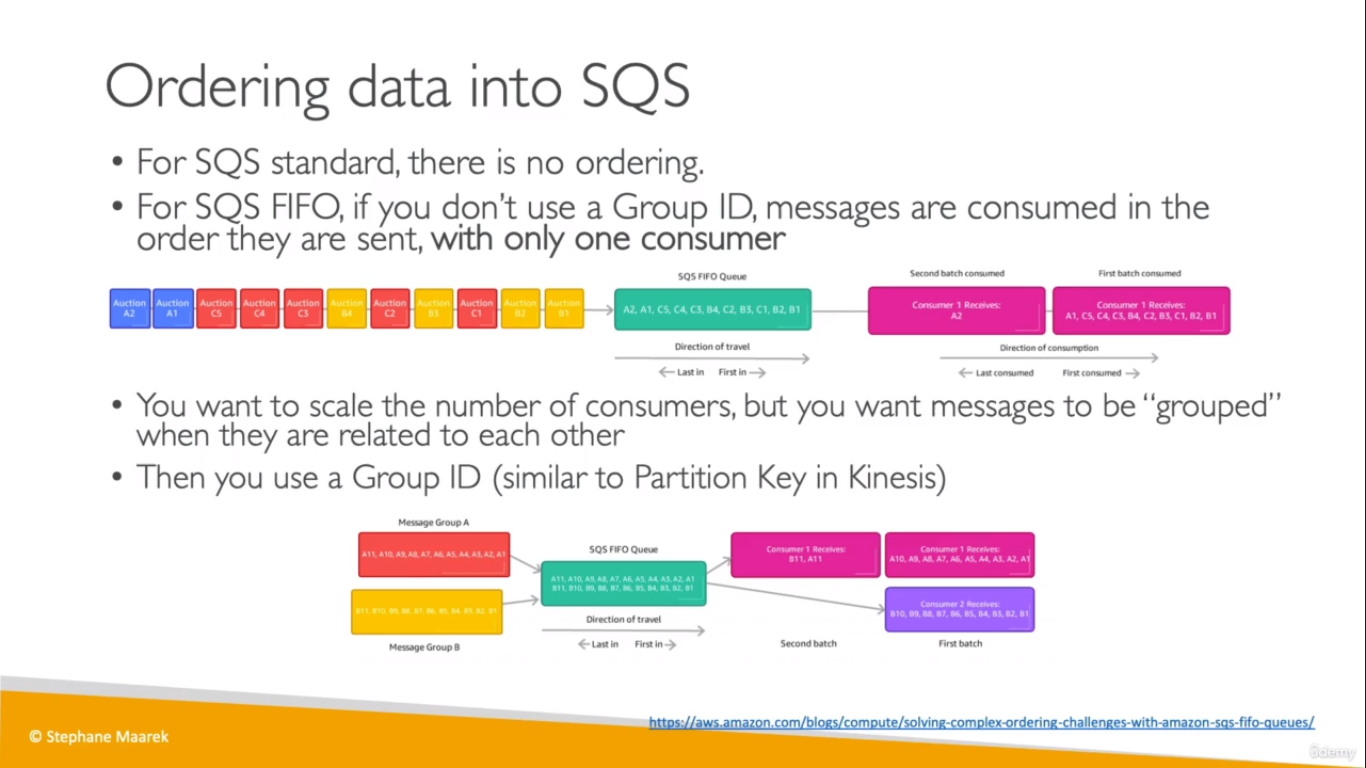 Ordering data into SQS
• For SQS standard, there is no ordering.
• For SQS FIFO, if you don't use a Group ID, messages are consumed in the
order they are sent, with only one consumer
SQS FIFO Queue
Second batch consumed
First batch consumed
Auction A2
Auction A1
Auction C5
Auction C4
Auction C3
Auction B4
Auction C2
Auction B3
Auction C1
Auction B2
Auction B1
A2, A1, C5, C4, C3, B4, C2, B3, C1, B2, B1
Consumer 1 Receives:
A2
Consumer 1 Receives:
A1, C5, C4, C3, B4, C2, B3, C1, B2, B1
Direction of travel
Last in First in
Direction of consumption
Last consumed First consumed
• You want to scale the number of consumers, but you want messages to be “grouped”
when they are related to each other
• Then you use a Group ID (similar to Partition Key in Kinesis)
Message Group A
A11, A10, A9, A8, A7, A6, A5, A4, A3, A2, A1
B11, B10, B9, B8, B7, B6, B5, B4, B3, B2, B1
Message Group B
SQS FIFO Queue
A11, A10, A9, A8, A7, A6, A5, A4, A3, A2, A1
B11, B10, B9, B8, B7, B6, B5, B4, B3, B2, B1
Direction of travel
Last in First in
Consumer 1 Receives:
B11, A11
Consumer 1 Receives:
A10, A9, A8, A7, A6, A5, A4, A3, A2, A1
Consumer 2 Receives:
B10, B9, B8, B7, B6, B5, B4, B3, B2, B1
Second batch
First batch
https://aws.amazon.com/blogs/compute/solving-complex-ordering-challenges-with-amazon-sqs-fifo-queues/
© Stephane Maarek
ûdemy